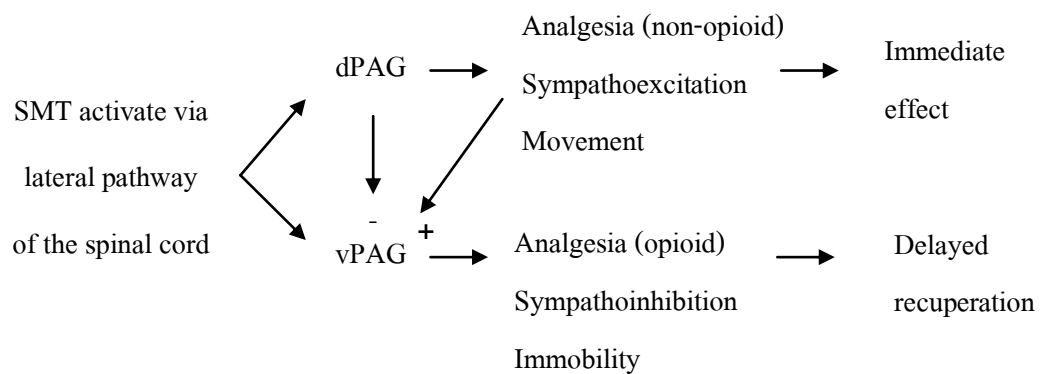 SMT activate via
lateral pathway
of the spinal cord
dPAG
Analgesia (non-opioid)
Sympathoexcitation
Movement
Immediate
effect
-
+
vPAG
Analgesia (opioid)
Sympathoinhibition
Immobility
Delayed
recuperation